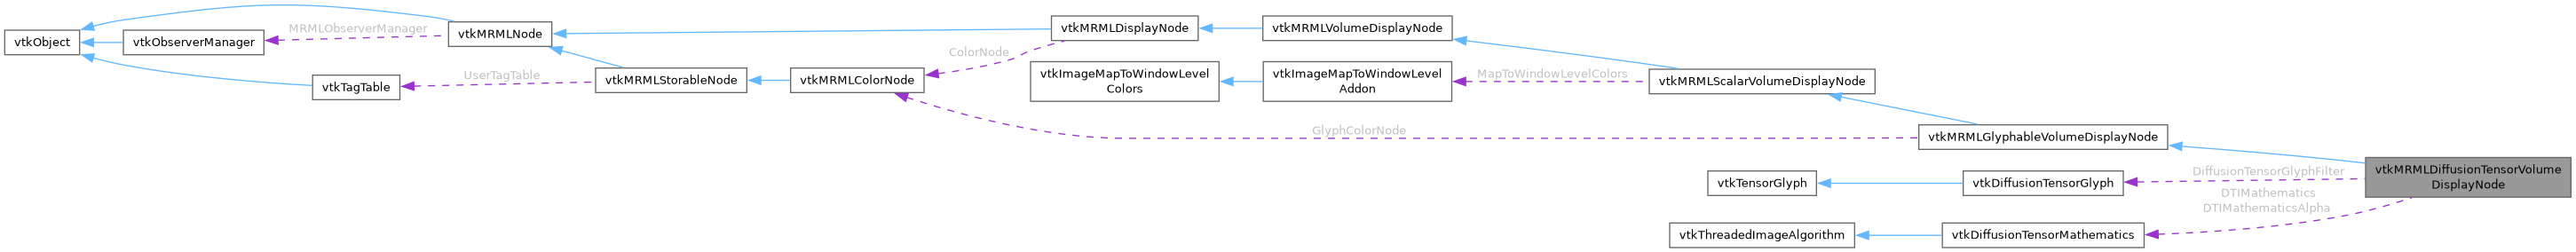 vtkObject
vtkObserverManager
MRMLObserverManager
vtkMRMLNode
vtkTagTable
UserTagTable
vtkMRMLStorableNode
vtkMRMLColorNode
ColorNode
vtkMRMLDisplayNode
vtkMRMLVolumeDisplayNode
vtkImageMapToWindowLevel
Colors
vtkImageMapToWindowLevel
Addon
MapToWindowLevelColors
vtkMRMLScalarVolumeDisplayNode
GlyphColorNode
vtkMRMLGlyphableVolumeDisplayNode
vtkTensorGlyph
vtkDiffusionTensorGlyph
DiffusionTensorGlyphFilter
DTIMathematics
DTIMathematicsAlpha
vtkMRMLDiffusionTensorVolume
DisplayNode
vtkThreadedImageAlgorithm
vtkDiffusionTensorMathematics